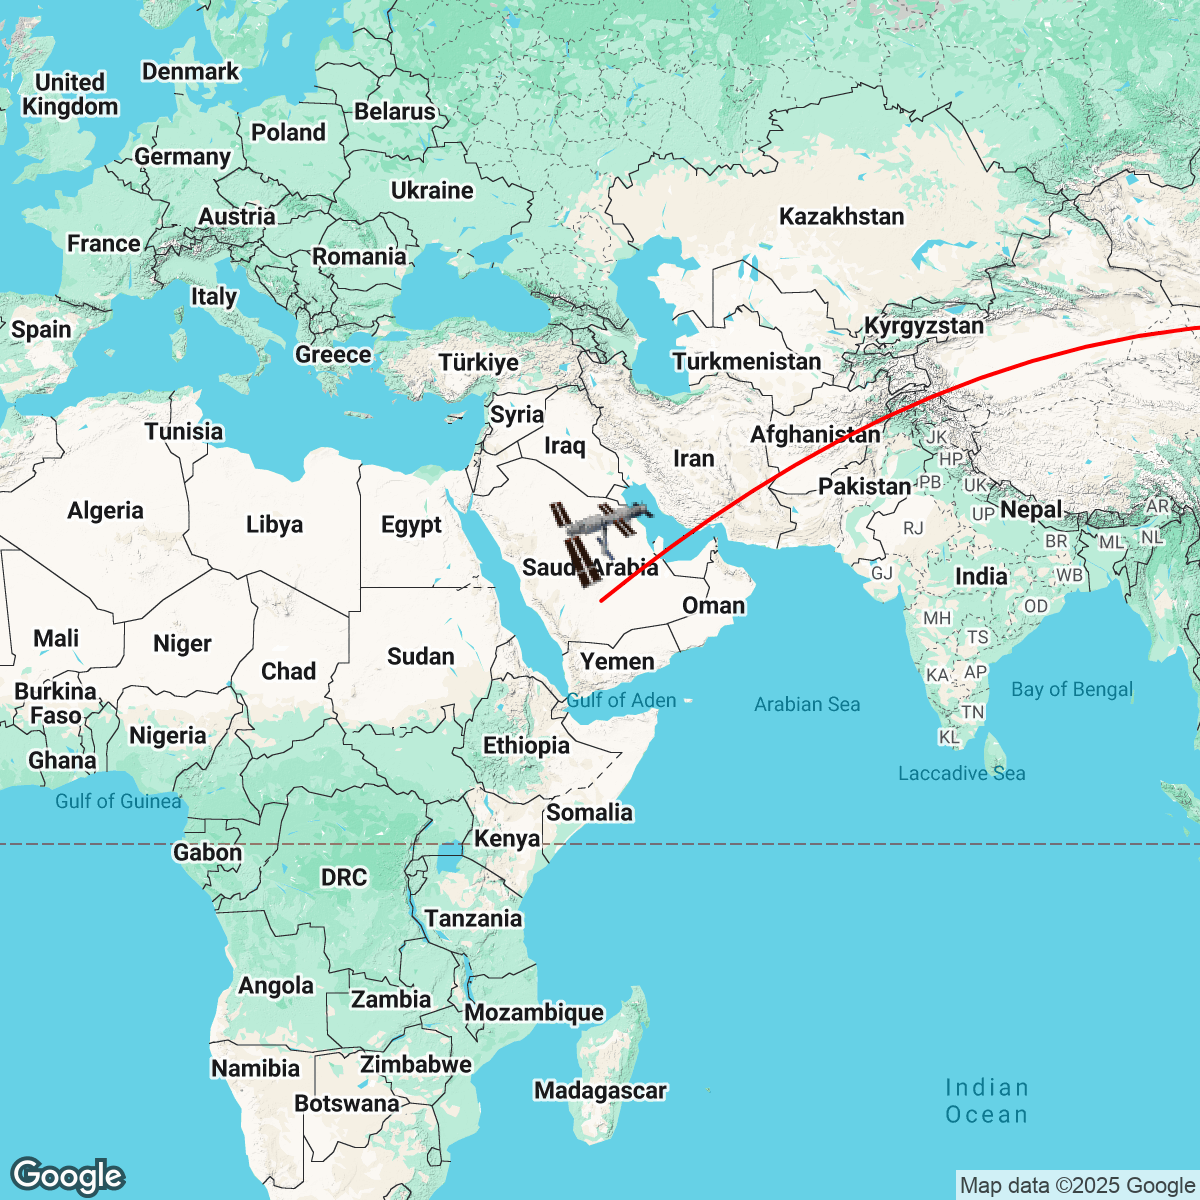 United
Kingdom
Denmark
Belarus
Poland
Germany
Ukraine
Austria
Kazakhstan
France
Romania
Italy
Spain
Kyrgyzstan
Greece
Türkiye
Turkmenistan
Syria
Tunisia
Iraq
Afghanistan
JK
Iran
HP
Algeria
Pakistan
PB
UK
Libya
Egypt
Nepal
AR
UP
RJ
BR
ML
NL
Saudi Arabia
GJ
India
WB
Oman
OD
MH
Mali
Niger
TS
Sudan
Yemen
Chad
KA
AP
Burkina
Faso
Gulf of Aden
Arabian Sea
Bay of Bengal
TN
Nigeria
KL
Ethiopia
Ghana
Laccadive Sea
Gulf of Guinea
Somalia
Kenya
Gabon
DRC
Tanzania
Angola
Zambia
Mozambique
Zimbabwe
Namibia
Madagascar
Indian
Ocean
Botswana
Google
Map data ©2025 Google